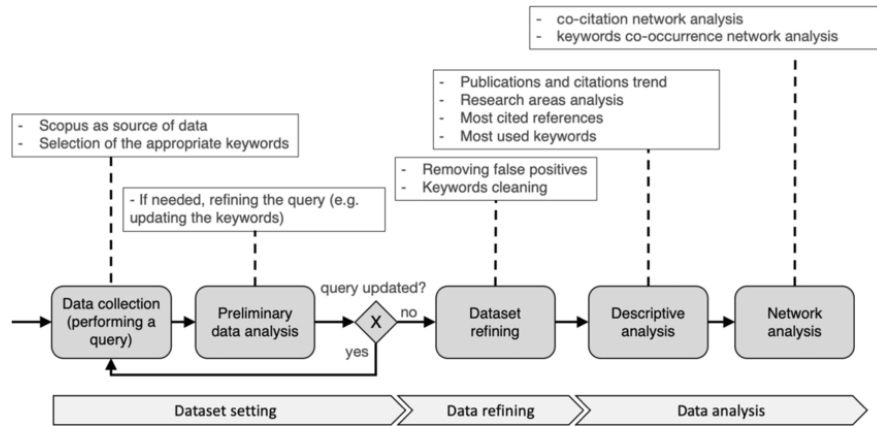 - co-citation network analysis
- keywords co-occurrence network analysis
- Publications and citations trend
- Research areas analysis
- Most cited references
- Most used keywords
- Scopus as source of data
- Selection of the appropriate keywords
- Removing false positives
- Keywords cleaning
- If needed, refining the query (e.g.
updating the keywords)
query updated?
Data collection
(performing a
query)
Preliminary
data analysis
X
no
yes
Dataset
refining
Descriptive
analysis
Network
analysis
Dataset setting
Data refining
Data analysis